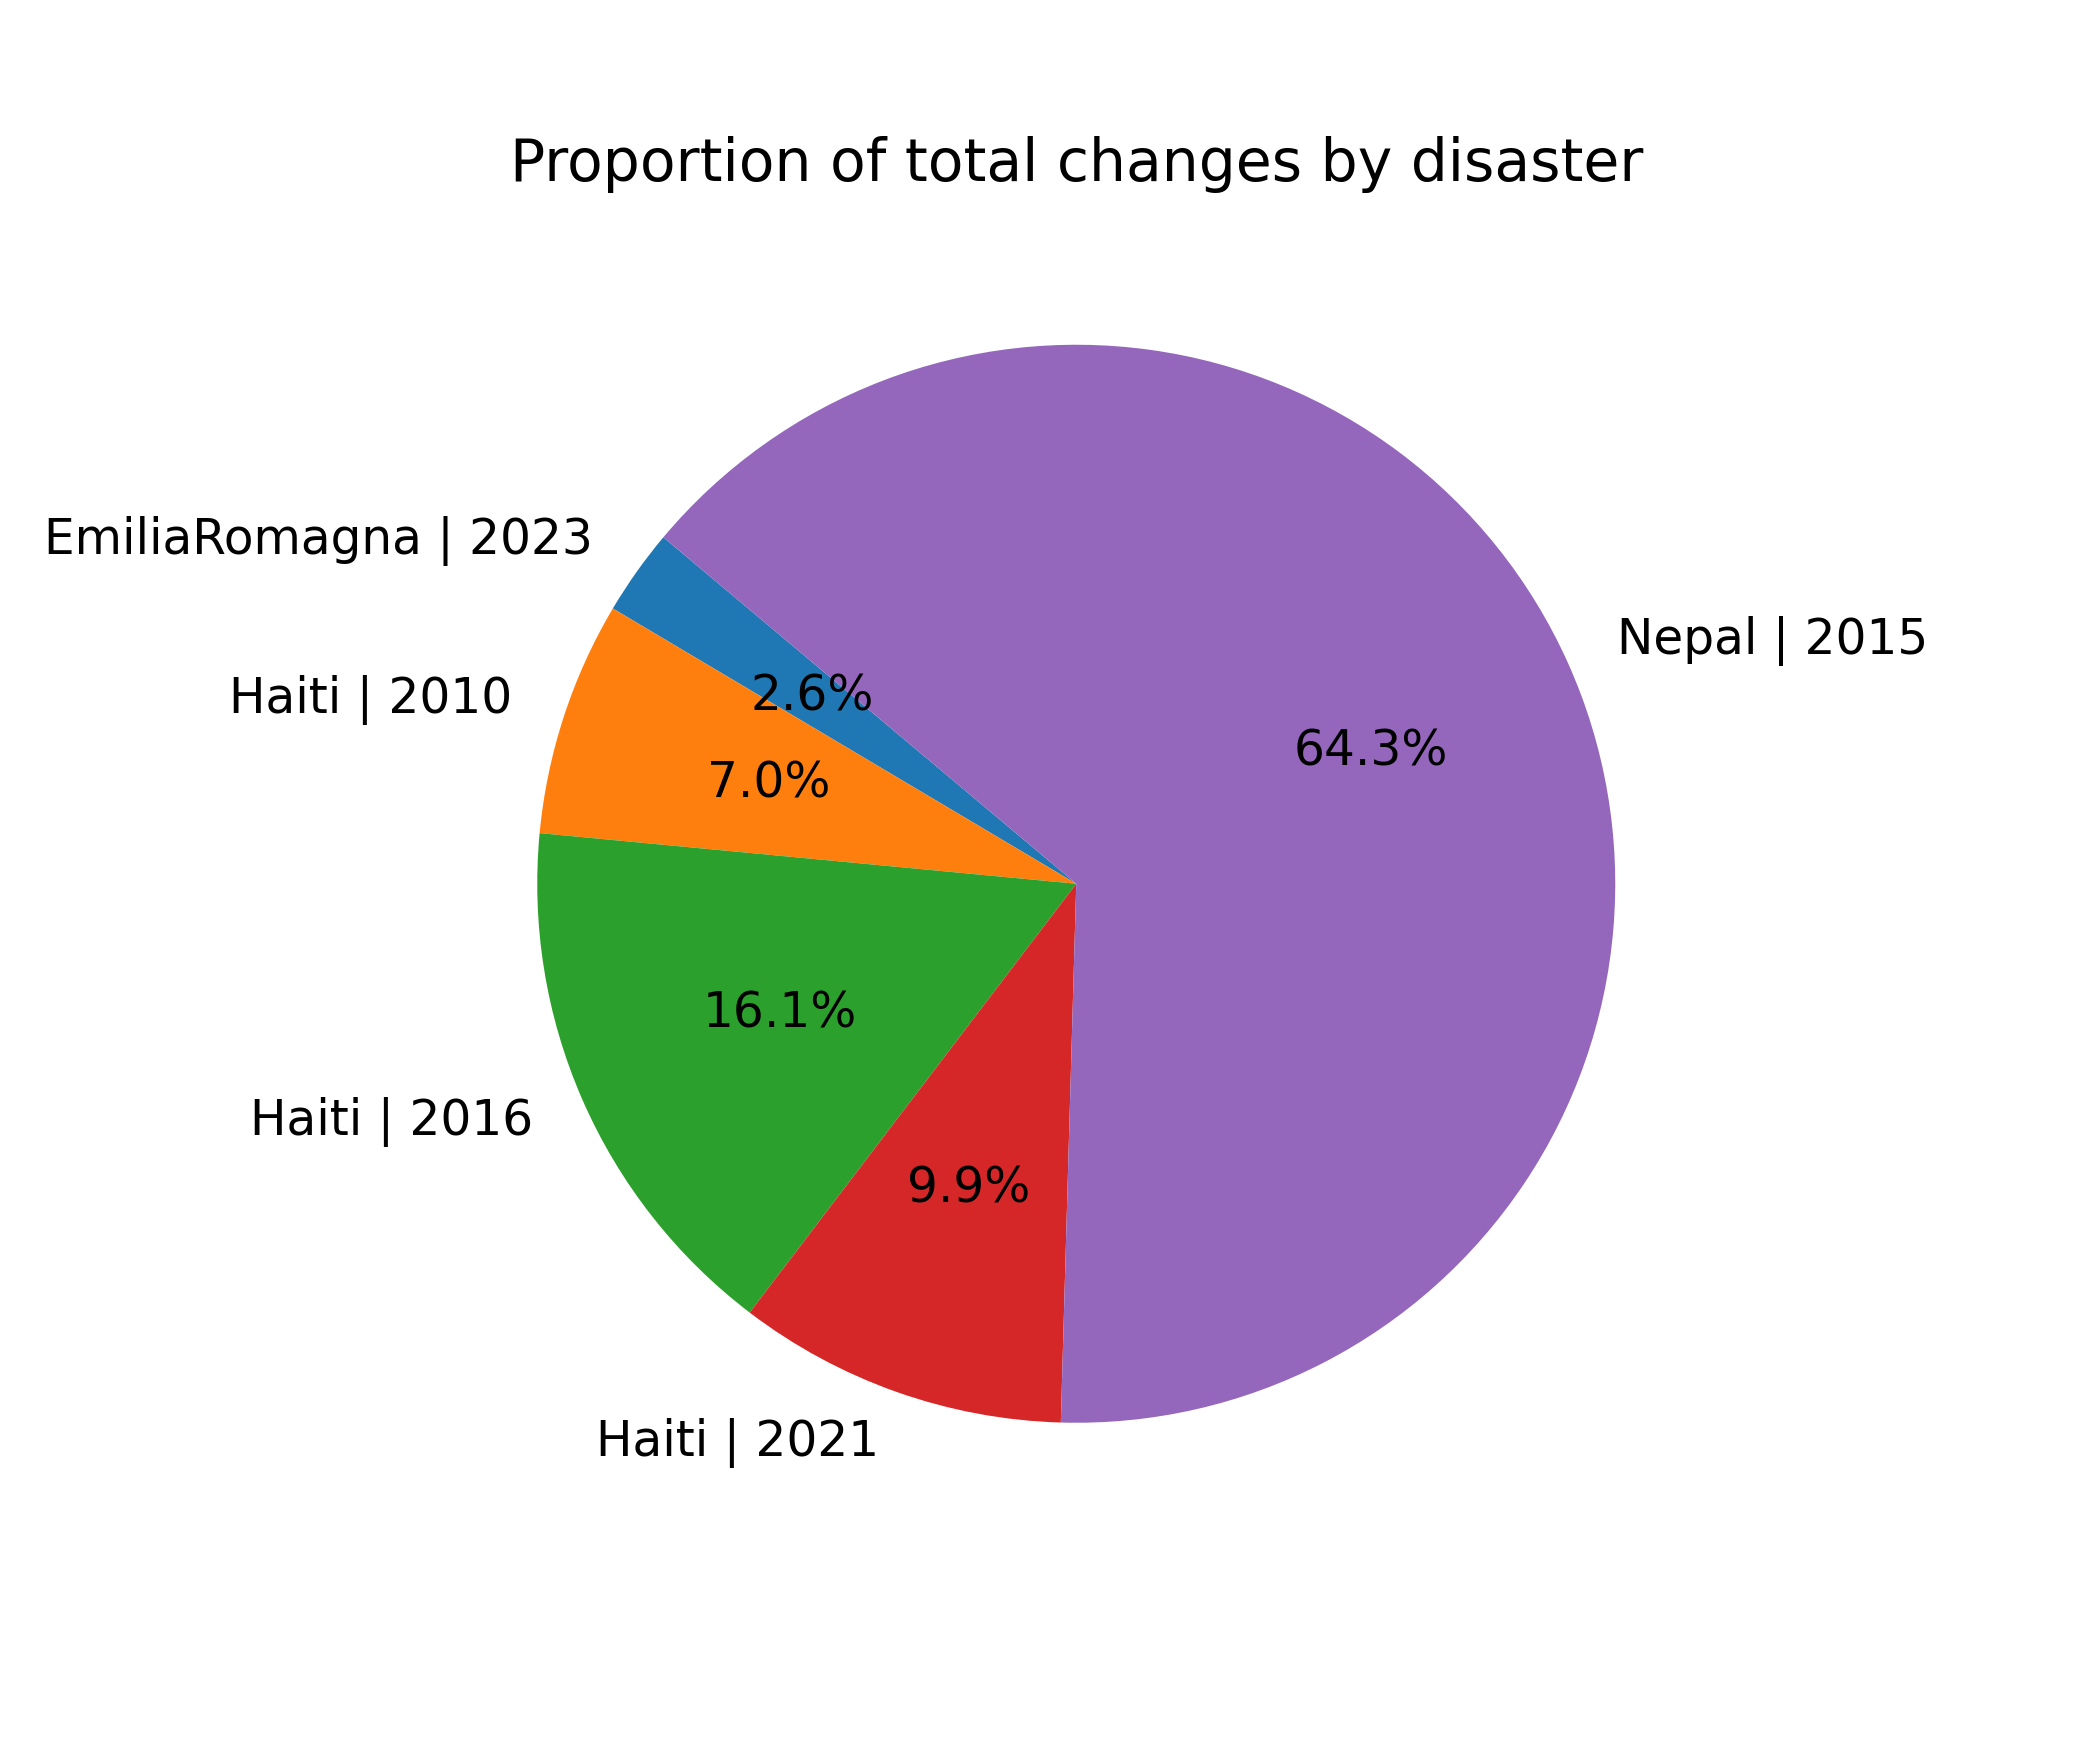 Proportion of total changes by disaster
EmiliaRomagna | 2023
Nepal | 2015
Haiti | 2010
2.6%
64.3%
7.0%
16.1%
Haiti | 2016
9.9%
Haiti | 2021